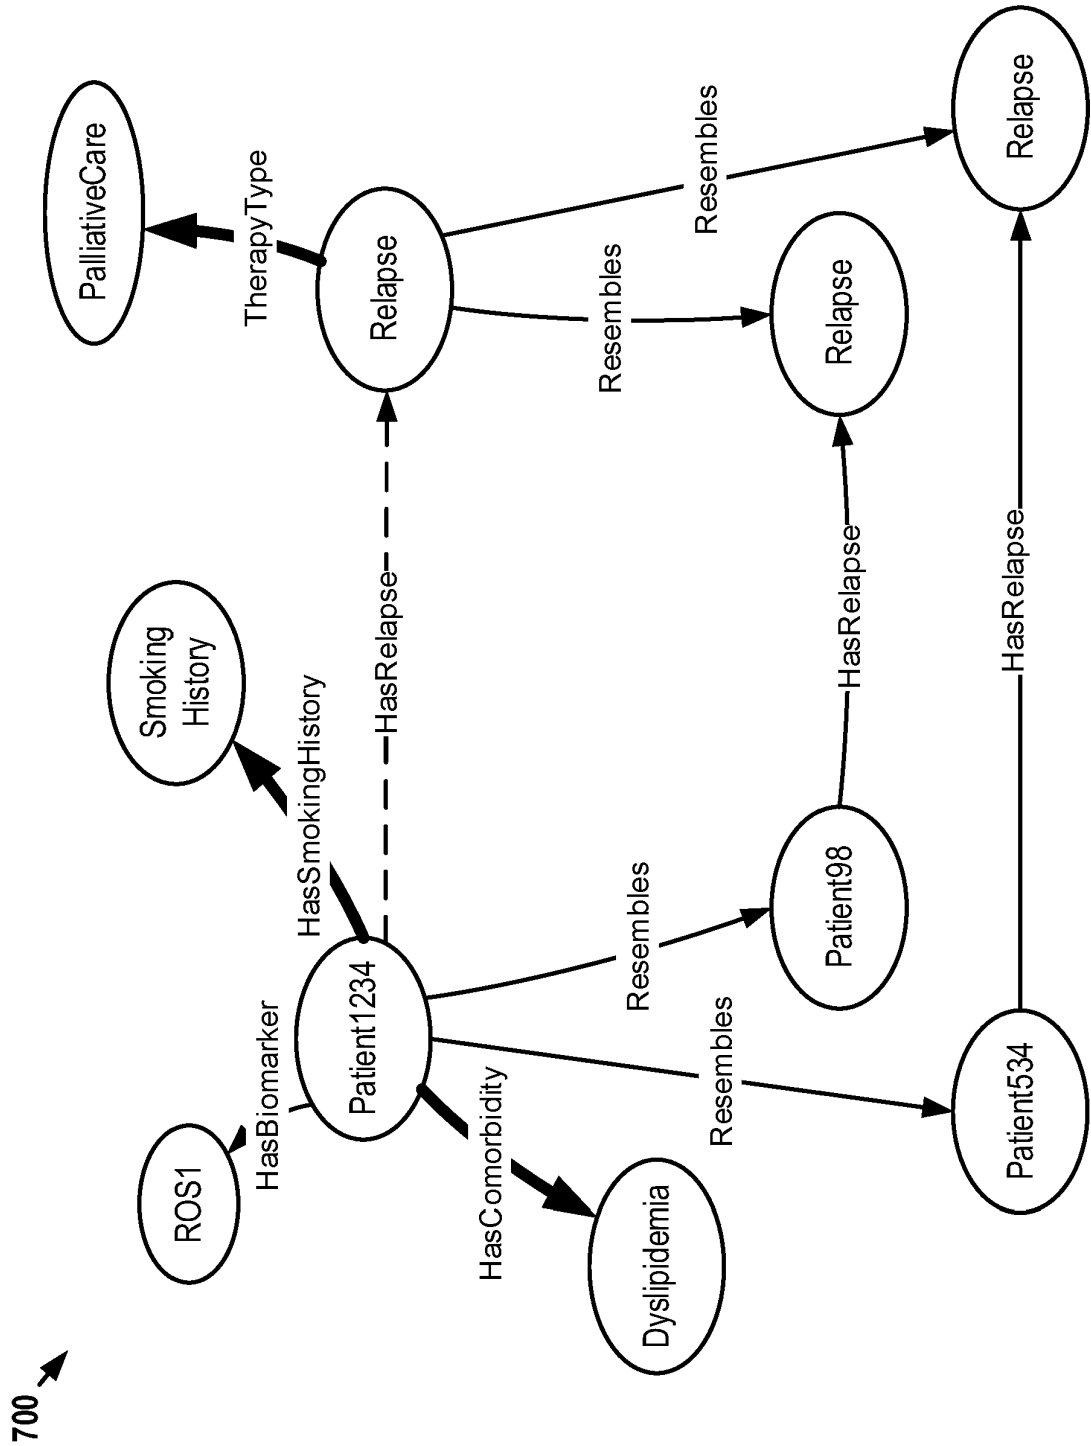 700
ROS1
HasBiomarker
Smoking
History
HasSmokingHistory
PalliativeCare
TherapyType
Patient1234
HasRelapse
Relapse
HasComorbidity
Dyslipidemia
Resembles
Resembles
Resembles
Resembles
Patient98
HasRelapse
Relapse
Patient534
HasRelapse
Relapse